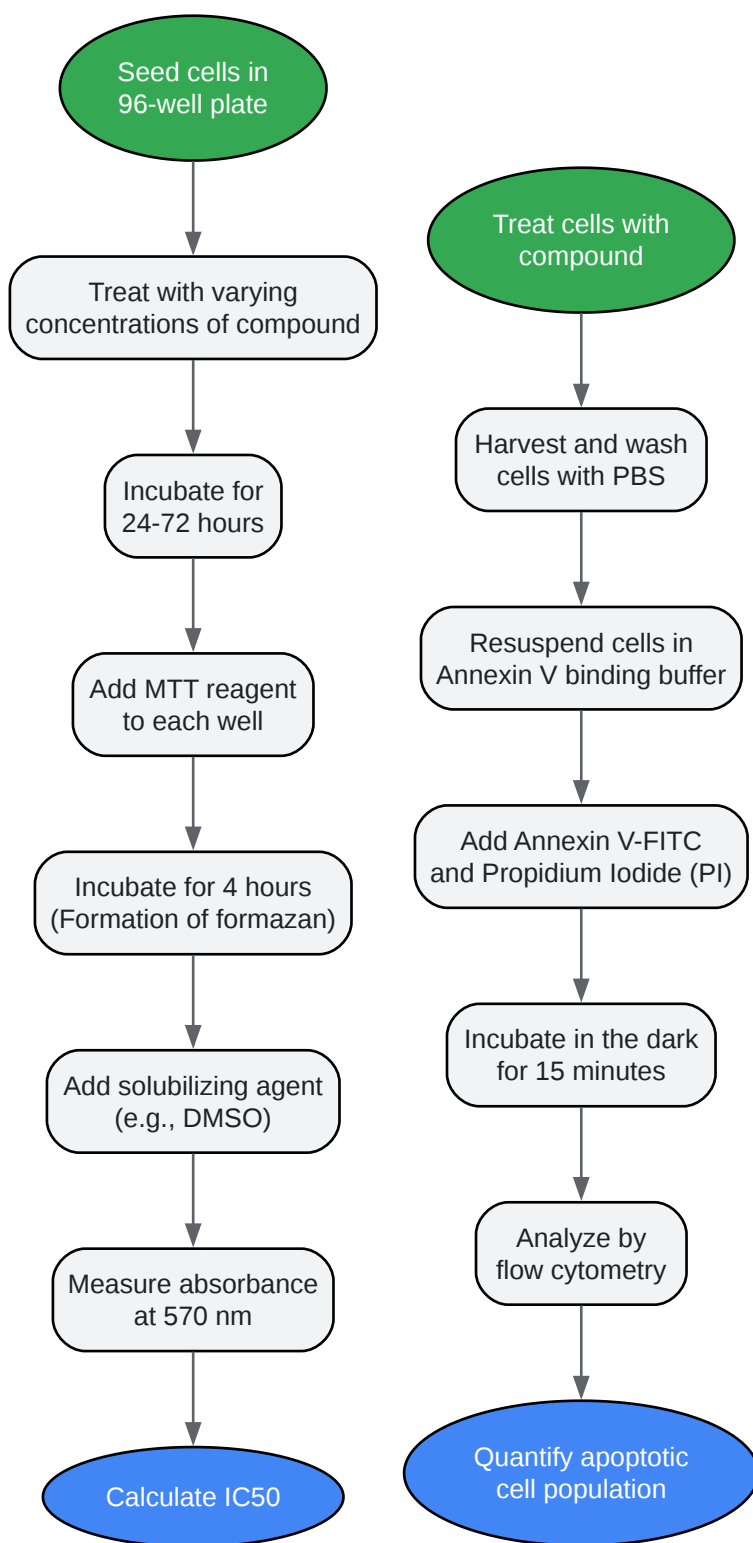 Seed cells in
96-well plate
Treat with varying
concentrations of compound
Incubate for
24-72 hours
Add MTT reagent
to each well
Incubate for 4 hours
(Formation of formazan)
Add solubilizing agent
(e.g., DMSO)
Measure absorbance
at 570 nm
Calculate IC50
Treat cells with
compound
Harvest and wash
cells with PBS
Resuspend cells in
Annexin V binding buffer
Add Annexin V-FITC
and Propidium Iodide (PI)
Incubate in the dark
for 15 minutes
Analyze by
flow cytometry
Quantify apoptotic
cell population